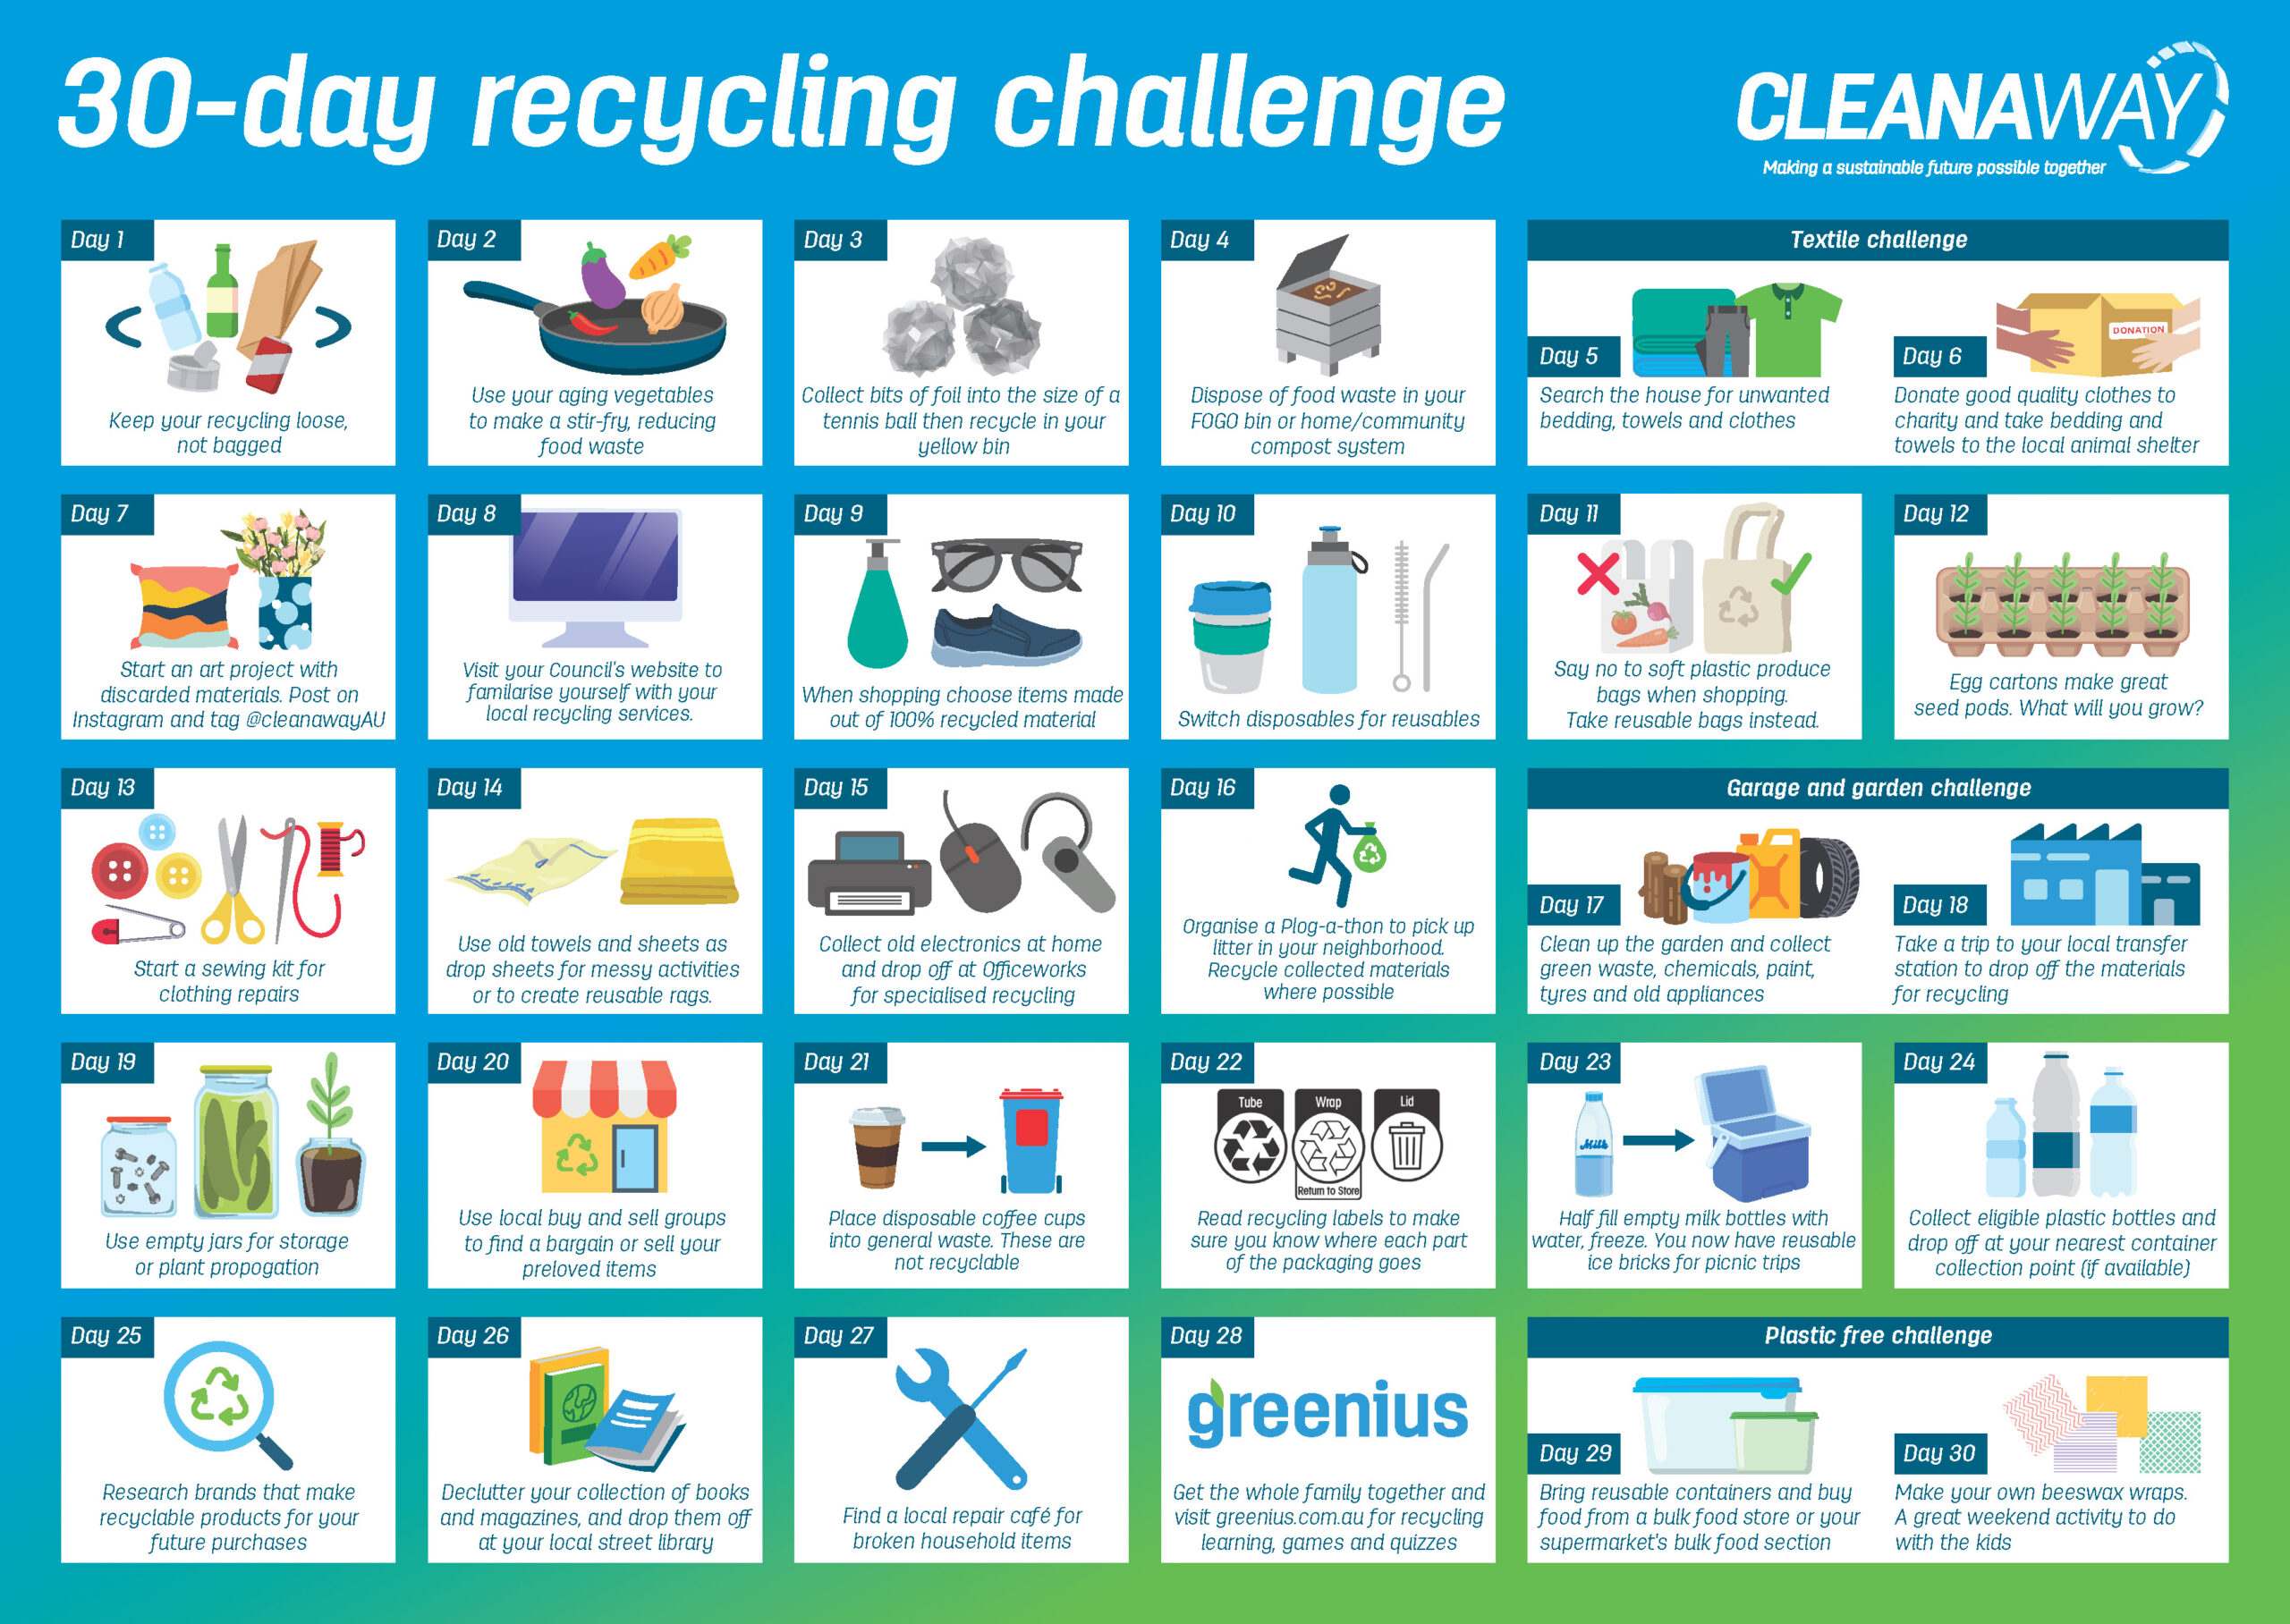 30-day recycling challenge
CLEANAWAY
Making a sustainable future possible together
Day 1
Keep your recycling loose,
not bagged
Day 2
Use your aging vegetables
to make a stir-fry, reducing
food waste
Day 3
Collect bits of foil into the size of a
tennis ball then recycle in your
yellow bin
Day 4
Dispose of food waste in your
FOGO bin or home/community
compost system
Textile challenge
Day 5
Search the house for unwanted
bedding, towels and clothes
DONATION
Day 6
Donate good quality clothes to
charity and take bedding and
towels to the local animal shelter
Day 7
Start an art project with
discarded materials. Post on
Instagram and tag @cleanawayAU
Day 8
Visit your Council's website to
familarise yourself with your
local recycling services.
Day 9
When shopping choose items made
out of 100% recycled material
Day 10
Switch disposables for reusables
Day 11
Say no to soft plastic produce
bags when shopping.
Take reusable bags instead.
Day 12
Egg cartons make great
seed pods. What will you grow?
Day 13
Start a sewing kit for
clothing repairs
Day 14
Use old towels and sheets as
drop sheets for messy activities
or to create reusable rags.
Day 15
Collect old electronics at home
and drop off at Officeworks
for specialised recycling
Day 16
Organise a Plog-a-thon to pick up
litter in your neighborhood.
Recycle collected materials
where possible
Garage and garden challenge
Day 17
Clean up the garden and collect
green waste, chemicals, paint,
tyres and old appliances
Day 18
Take a trip to your local transfer
station to drop off the materials
for recycling
Day 19
Use empty jars for storage
or plant propogation
Day 20
Use local buy and sell groups
to find a bargain or sell your
preloved items
Day 21
Place disposable coffee cups
into general waste. These are
not recyclable
Day 22
Tube
Wrap
Lid
Return to Store
Read recycling labels to make
sure you know where each part
of the packaging goes
Day 23
Milk
Half fill empty milk bottles with
water, freeze. You now have reusable
ice bricks for picnic trips
Day 24
Collect eligible plastic bottles and
drop off at your nearest container
collection point (if available)
Day 25
Research brands that make
recyclable products for your
future purchases
Day 26
Declutter your collection of books
and magazines, and drop them off
at your local street library
Day 27
Find a local repair café for
broken household items
Day 28
greenius
Get the whole family together and
visit greenius.com.au for recycling
learning, games and quizzes
Plastic free challenge
Day 29
Bring reusable containers and buy
food from a bulk food store or your
supermarket's bulk food section
Day 30
Make your own beeswax wraps.
A great weekend activity to do
with the kids